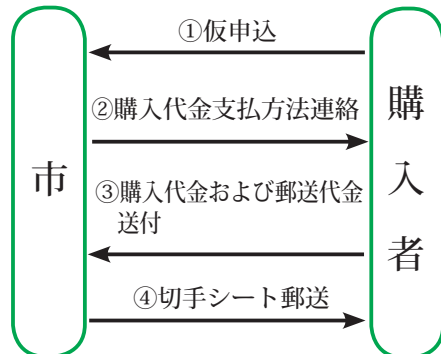 ①仮申込
②購入代金支払方法連絡
③購入代金および郵送代金
送付
④切手シート郵送
市
購入者